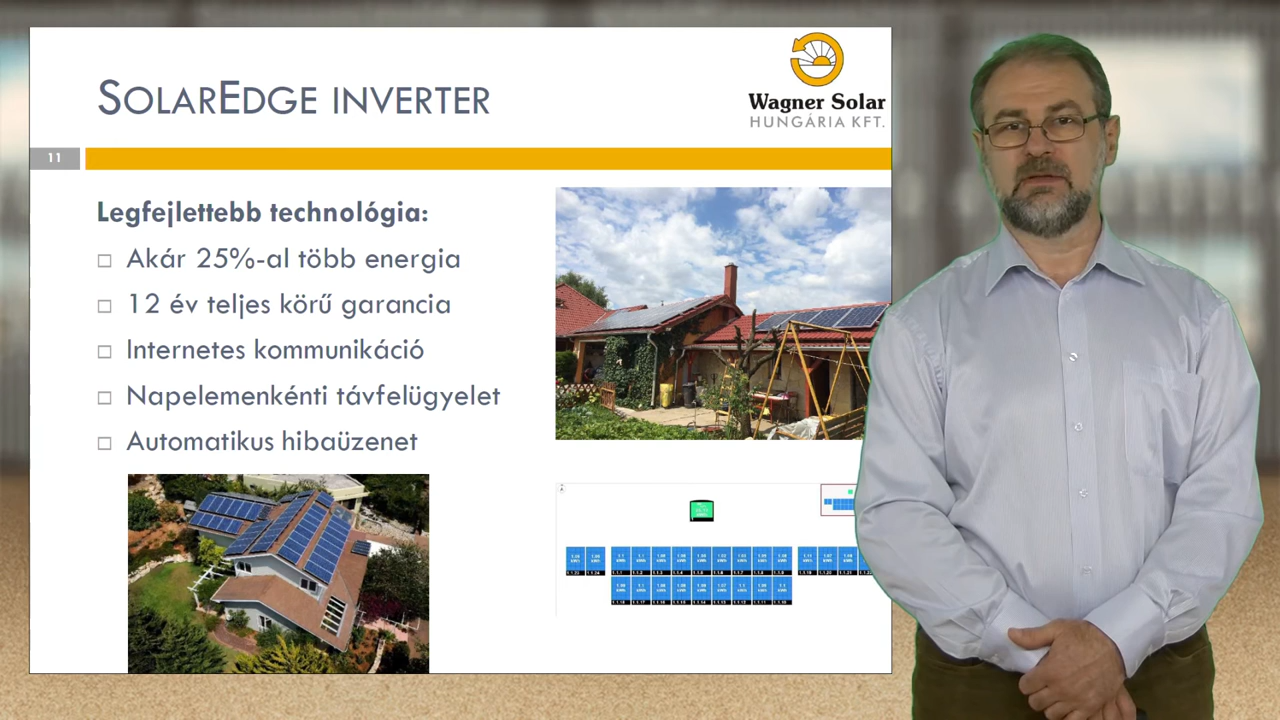 SOLAREDGE INVERTER
Wagner Solar
HUNGÁRIA KFT.
11
Legfejlettebb technológia:
Akár 25%-al több energia
12 év teljes körű garancia
Internetes kommunikáció
Napelemenkénti távfelügyelet
Automatikus hibaüzenet